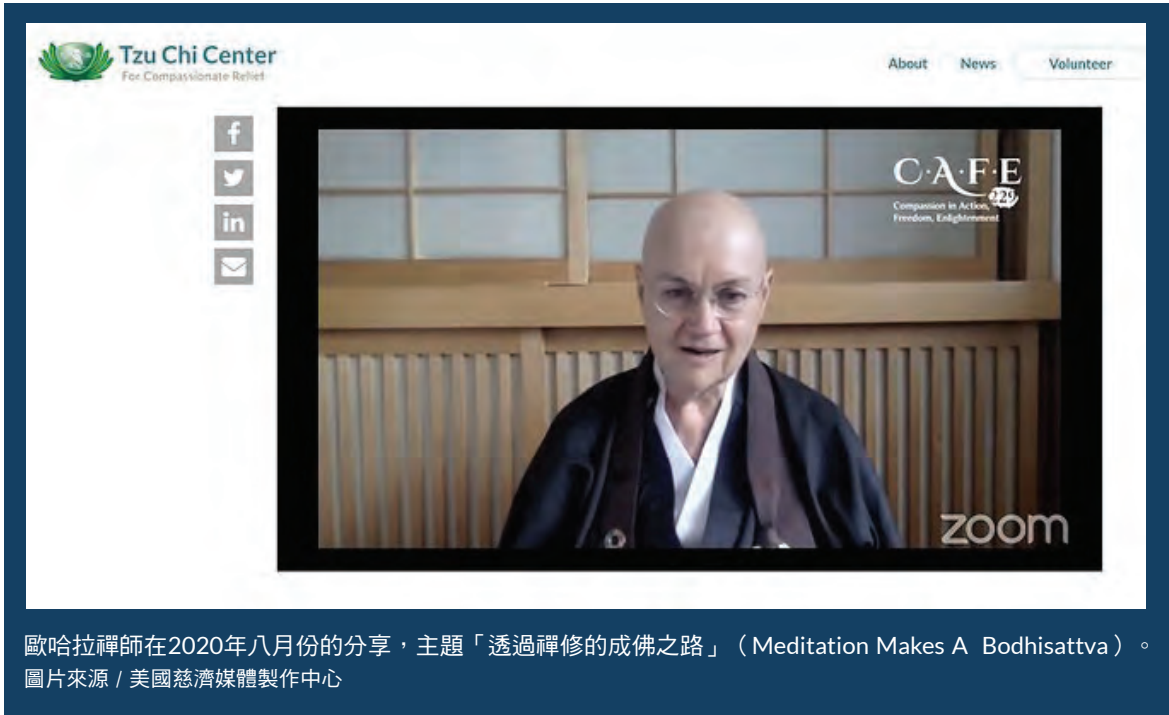 Tzu Chi Center
For Compassionate Relief
About News Volunteer
f
in
C·A·F·E
229
Compassion in Action,
Freedom, Enlightenment
zoom
歐哈拉禪師在2020年八月份的分享，主題「透過禪修的成佛之路」（Meditation Makes A Bodhisattva）。
圖片來源 / 美國慈濟媒體製作中心